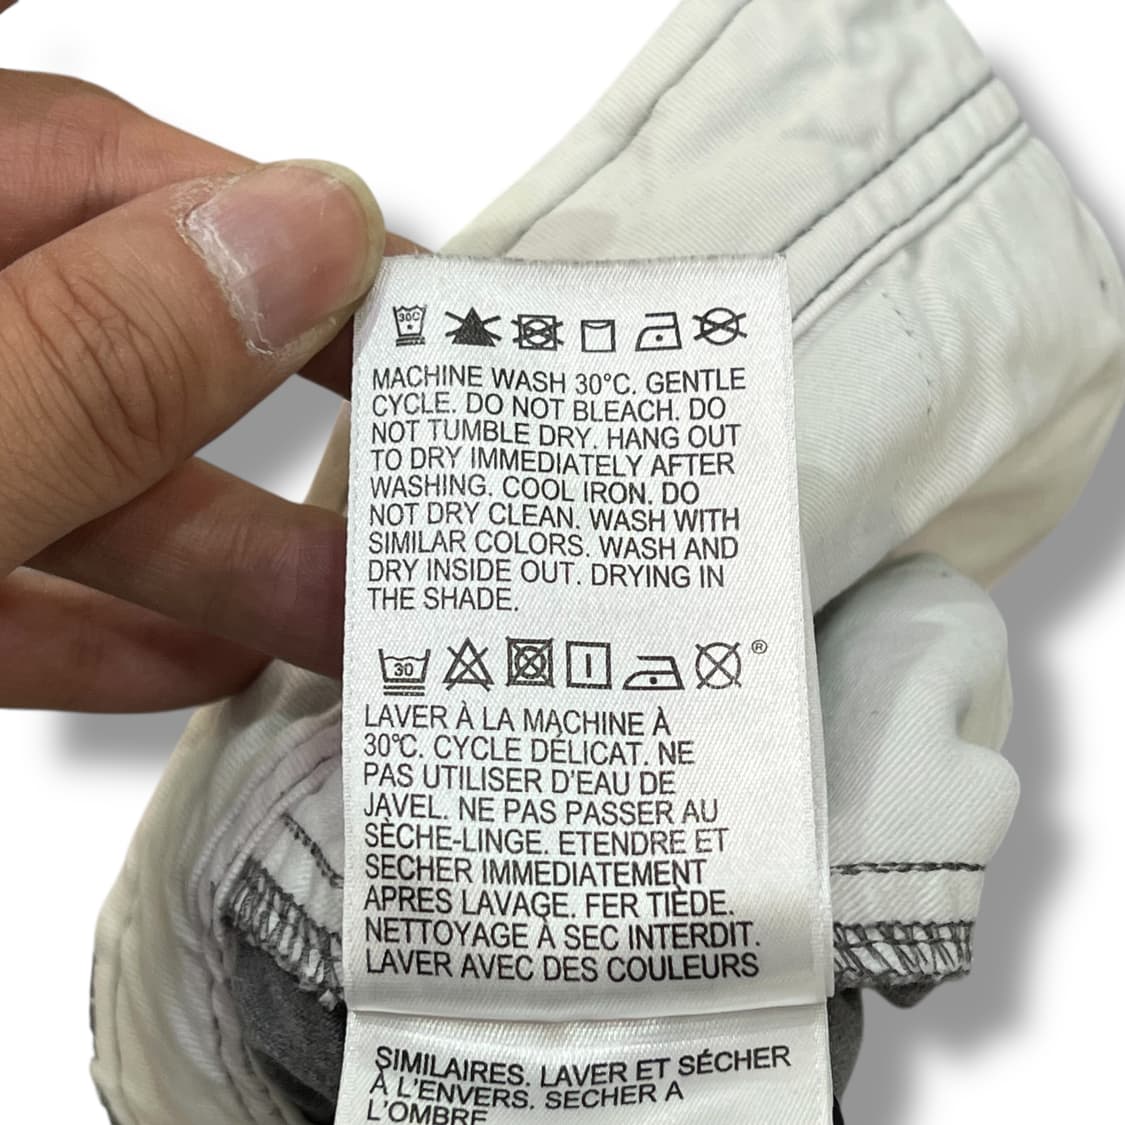 30C
MACHINE WASH 30°C. GENTLE
CYCLE. DO NOT BLEACH. DO
NOT TUMBLE DRY. HANG OUT
TO DRY IMMEDIATELY AFTER
WASHING. COOL IRON. DO
NOT DRY CLEAN. WASH WITH
SIMILAR COLORS. WASH AND
DRY INSIDE OUT. DRYING IN
THE SHADE.
30 ®
LAVER À LA MACHINE À
30°C. CYCLE DÉLICAT. NE
PAS UTILISER D'EAU DE
JAVEL. NE PAS PASSER AU
SÈCHE-LINGE. ETENDRE ET
SECHER IMMEDIATEMENT
APRES LAVAGE. FER TIÈDE.
NETTOYAGE À SEC INTERDIT.
LAVER AVEC DES COULEURS
SIMILAIRES. LAVER ET SÉCHER
À L'ENVERS. SECHER A
L'OMBRE